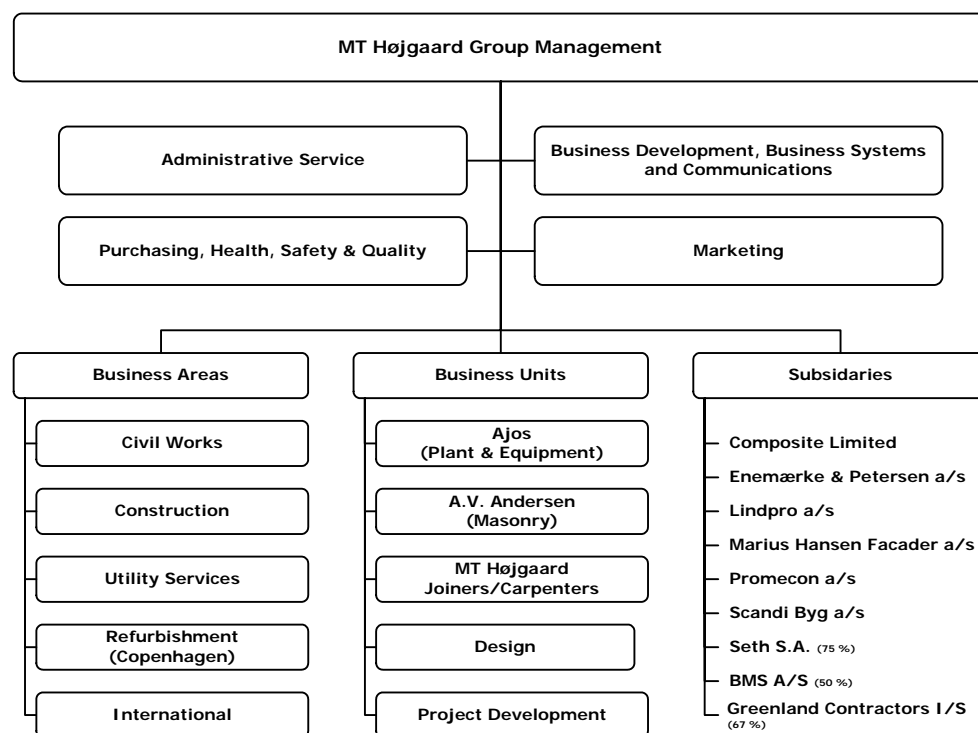 MT Højgaard Group Management
Administrative Service
Business Development, Business Systems
and Communications
Purchasing, Health, Safety & Quality
Marketing
Business Areas
Civil Works
Construction
Utility Services
Refurbishment
(Copenhagen)
International
Business Units
Ajos
(Plant & Equipment)
A.V. Andersen
(Masonry)
MT Højgaard
Joiners/Carpenters
Design
Project Development
Subsidaries
Composite Limited
Enemærke & Petersen a/s
Lindpro a/s
Marius Hansen Facader a/s
Promecon a/s
Scandi Byg a/s
Seth S.A. (75 %)
BMS A/S (50 %)
Greenland Contractors I/S
(67 %)